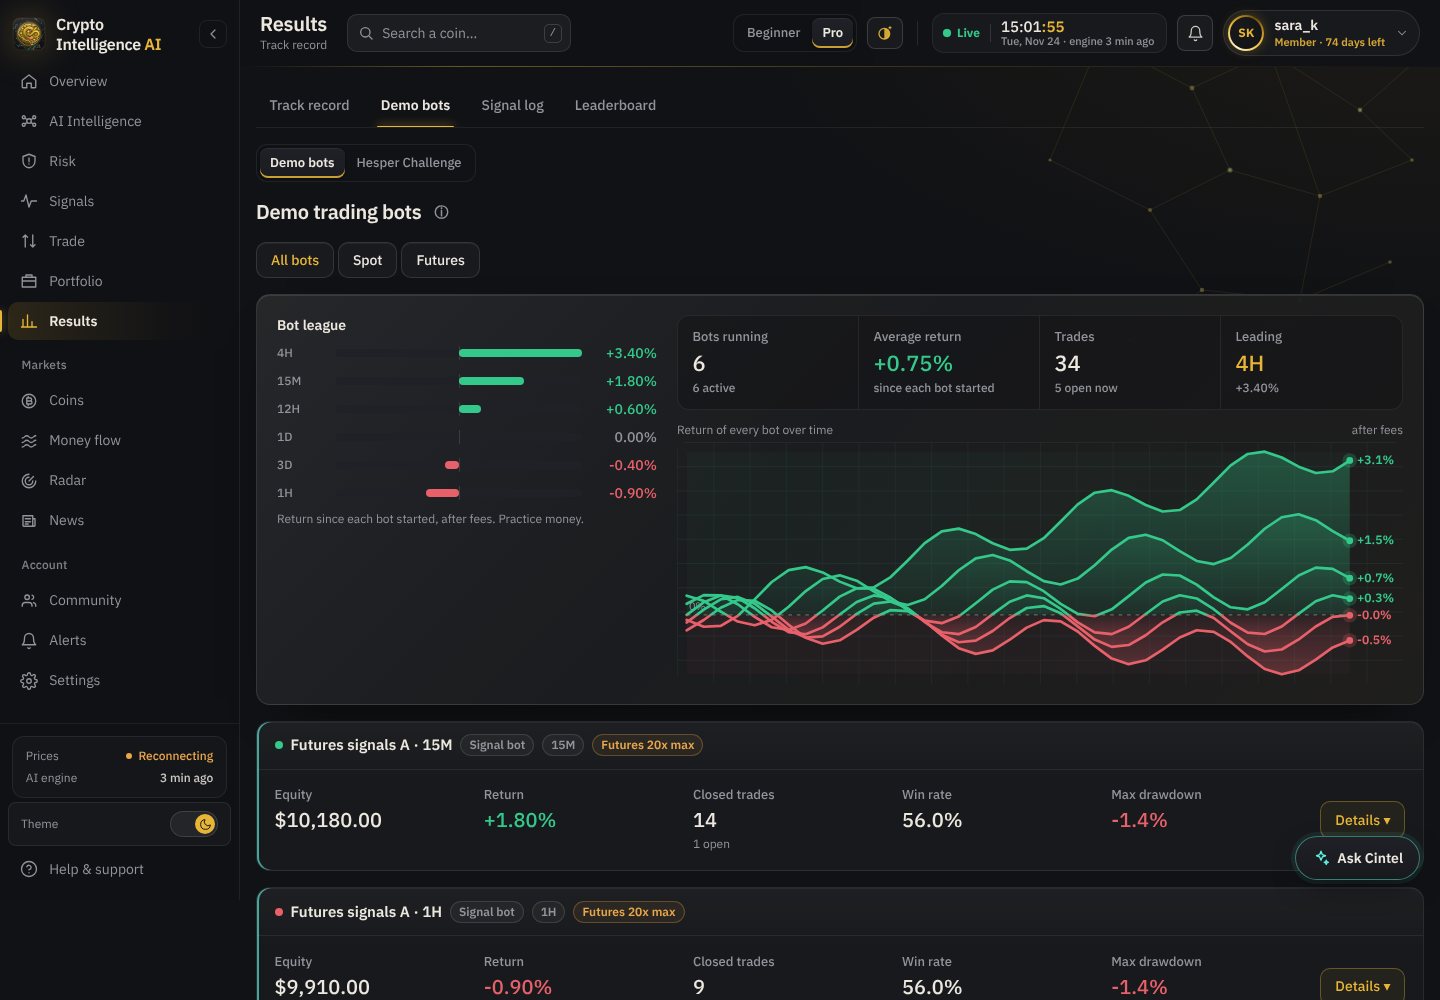 Crypto
Intelligence AI
Results
Track record
Search a coin...
/
Beginner
Pro
Live
15:01:55
Tue, Nov 24 · engine 3 min ago
SK
sara_k
Member · 74 days left
Overview
AI Intelligence
Risk
Signals
Trade
Portfolio
Results
Markets
Coins
Money flow
Radar
News
Account
Community
Alerts
Settings
Prices
Reconnecting
AI engine
3 min ago
Theme
Help & support
Track record
Demo bots
Signal log
Leaderboard
Demo bots
Hesper Challenge
Demo trading bots
All bots
Spot
Futures
Bot league
4H +3.40%
15M +1.80%
12H +0.60%
1D 0.00%
3D -0.40%
1H -0.90%
Return since each bot started, after fees. Practice money.
Bots running
6
6 active
Average return
+0.75%
since each bot started
Trades
34
5 open now
Leading
4H
+3.40%
Return of every bot over time
after fees
+3.1%
+1.5%
+0.7%
+0.3%
-0.0%
-0.5%
Futures signals A · 15M
Signal bot
15M
Futures 20x max
Equity
$10,180.00
Return
+1.80%
Closed trades
14
1 open
Win rate
56.0%
Max drawdown
-1.4%
Details ▾
Ask Cintel
Futures signals A · 1H
Signal bot
1H
Futures 20x max
Equity
$9,910.00
Return
-0.90%
Closed trades
9
Win rate
56.0%
Max drawdown
-1.4%
Details ▾